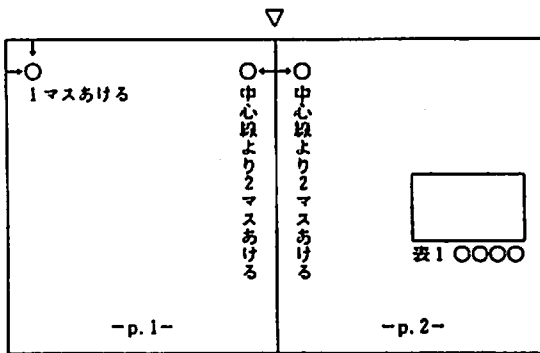 ▽
○
1マスあける
○↔○
中心線より2マスあける
中心線より2マスあける
表1 ○○○○
-p.1-
-p.2-